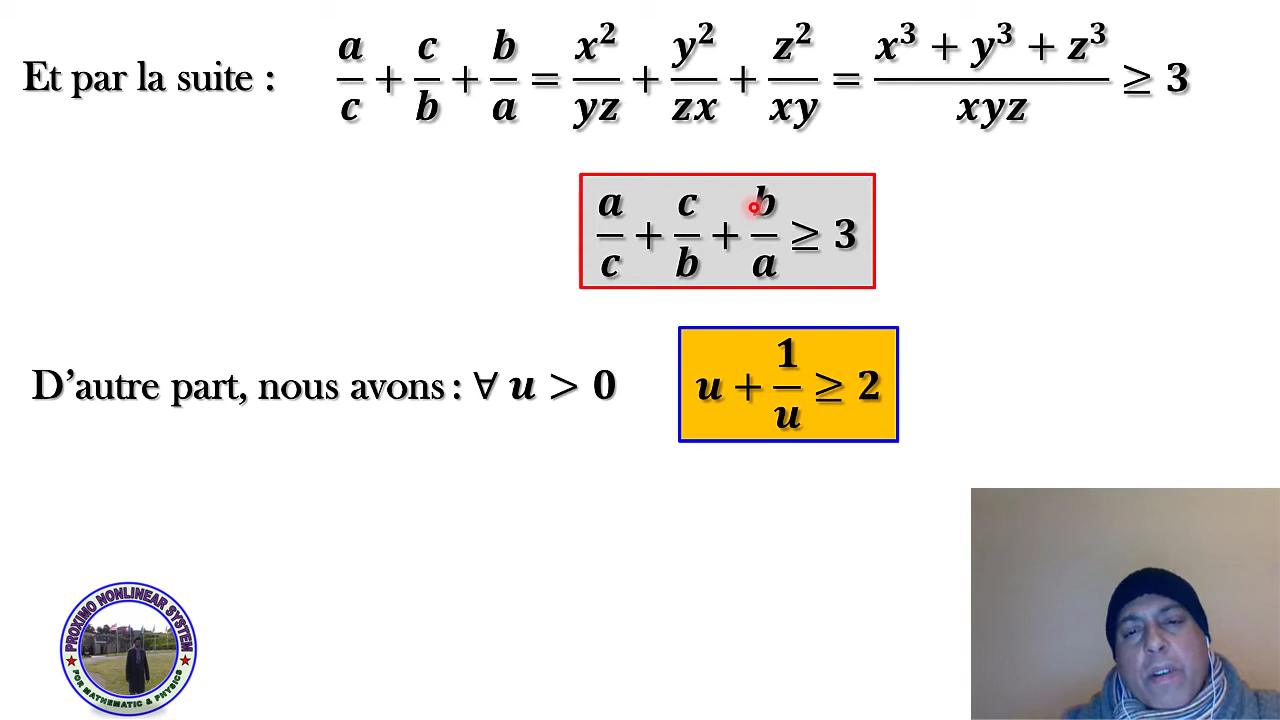 Et par la suite : a/c + c/b + b/a = x²/yz + y²/zx + z²/xy = (x³ + y³ + z³)/xyz ≥ 3
a/c + c/b + b/a ≥ 3
D’autre part, nous avons : ∀ u > 0 u + 1/u ≥ 2
PROXIMO NONLINEAR SYSTEM
FOR MATHEMATIC & PHYSICS